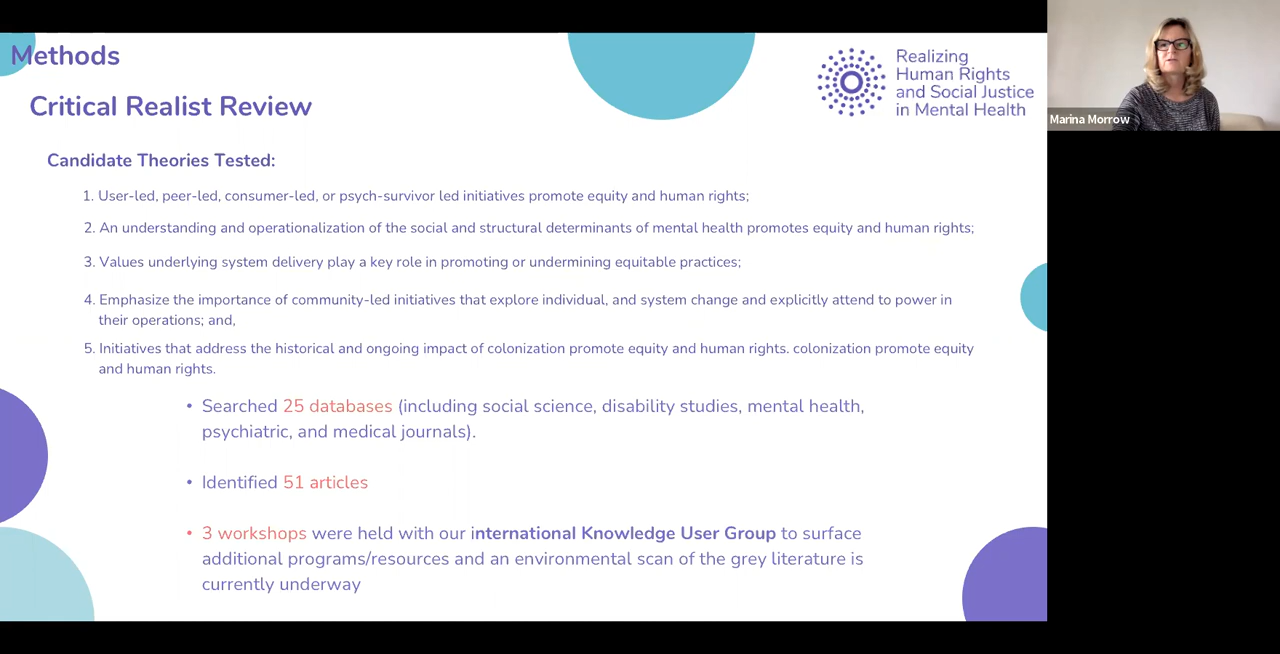 Methods
Critical Realist Review
Realizing
Human Rights
and Social Justice
in Mental Health
Marina Morrow
Candidate Theories Tested:
1. User-led, peer-led, consumer-led, or psych-survivor led initiatives promote equity and human rights;
2. An understanding and operationalization of the social and structural determinants of mental health promotes equity and human rights;
3. Values underlying system delivery play a key role in promoting or undermining equitable practices;
4. Emphasize the importance of community-led initiatives that explore individual, and system change and explicitly attend to power in
their operations; and,
5. Initiatives that address the historical and ongoing impact of colonization promote equity and human rights. colonization promote equity
and human rights.
• Searched 25 databases (including social science, disability studies, mental health,
psychiatric, and medical journals).
• Identified 51 articles
• 3 workshops were held with our international Knowledge User Group to surface
additional programs/resources and an environmental scan of the grey literature is
currently underway